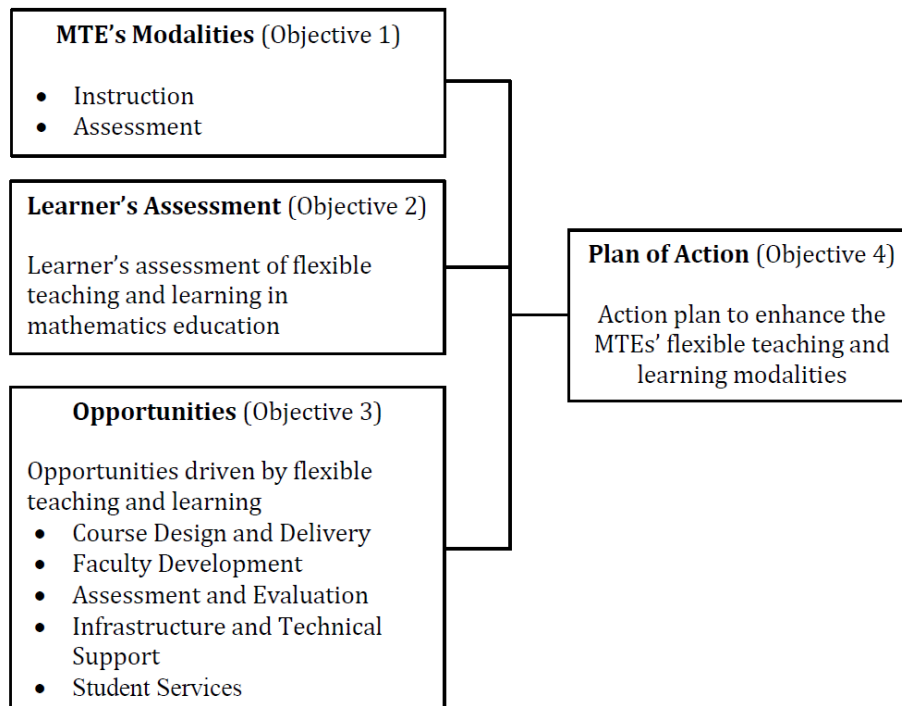 MTE's Modalities (Objective 1)
• Instruction
• Assessment
Learner's Assessment (Objective 2)
Learner's assessment of flexible
teaching and learning in
mathematics education
Opportunities (Objective 3)
Opportunities driven by flexible
teaching and learning
• Course Design and Delivery
• Faculty Development
• Assessment and Evaluation
• Infrastructure and Technical
Support
• Student Services
Plan of Action (Objective 4)
Action plan to enhance the
MTEs' flexible teaching and
learning modalities